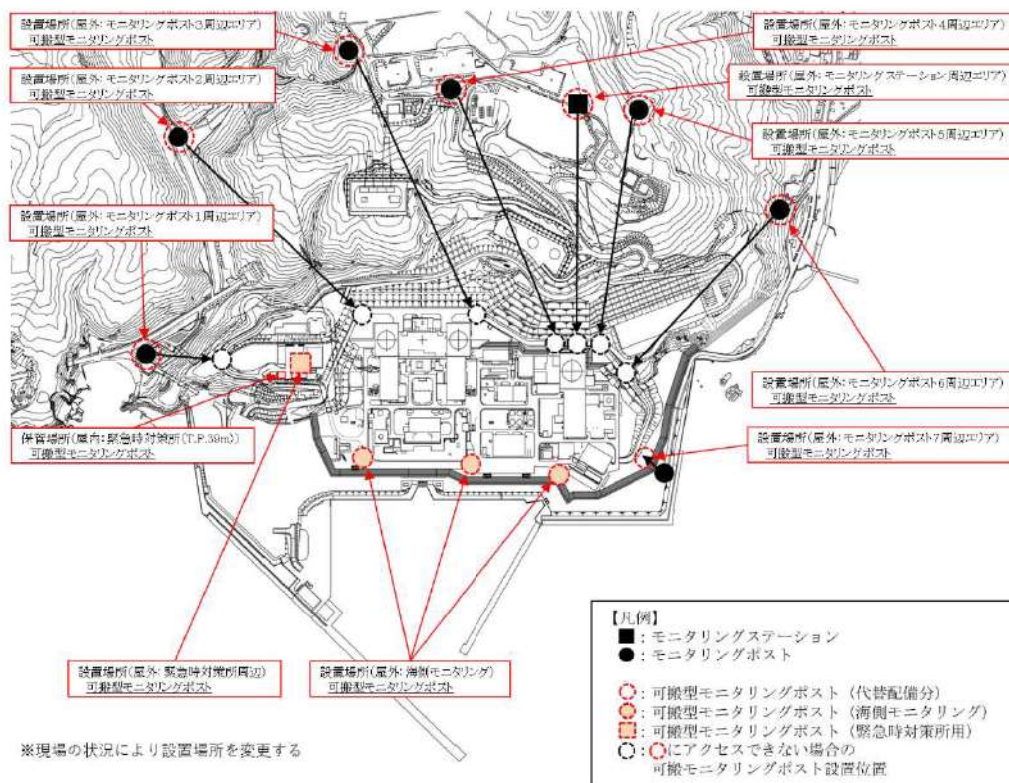 設置場所(屋外:モニタリングポスト3周辺エリア)
可搬型モニタリングポスト
設置場所(屋外:モニタリングポスト2周辺エリア)
可搬型モニタリングポスト
設置場所(屋外:モニタリングポスト1周辺エリア)
可搬型モニタリングポスト
設置場所(屋外:モニタリングポスト4周辺エリア)
可搬型モニタリングポスト
設置場所(屋外:モニタリングステーション周辺エリア)
可搬型モニタリングポスト
設置場所(屋外:モニタリングポスト5周辺エリア)
可搬型モニタリングポスト
設置場所(屋外:モニタリングポスト6周辺エリア)
可搬型モニタリングポスト
保管場所(屋内:緊急時対策所(T.P.39m))
可搬型モニタリングポスト
設置場所(屋外:モニタリングポスト7周辺エリア)
可搬型モニタリングポスト
設置場所(屋外:緊急時対策所周辺)
可搬型モニタリングポスト
設置場所(屋外:海側モニタリング)
可搬型モニタリングポスト
※現場の状況により設置場所を変更する
【凡例】
■:モニタリングステーション
●:モニタリングポスト
:可搬型モニタリングポスト(代替配備分)
:可搬型モニタリングポスト(海側モニタリング)
:可搬型モニタリングポスト(緊急時対策所用)
:にアクセスできない場合の
可搬モニタリングポスト設置位置